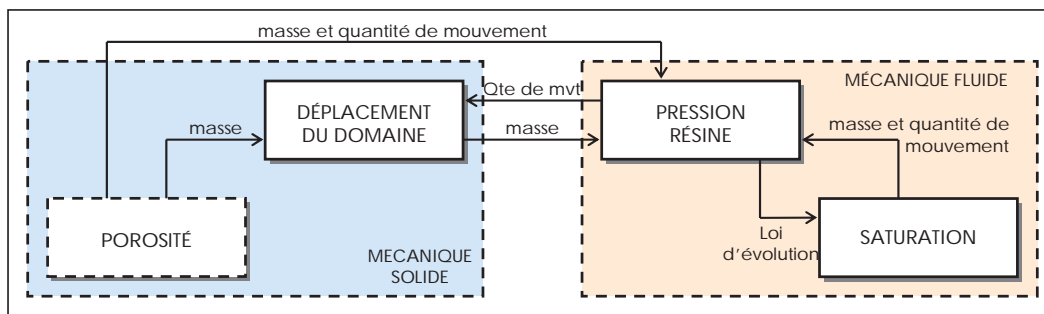 masse et quantité de mouvement
MÉCANIQUE FLUIDE
Qte de mvt
DÉPLACEMENT
DU DOMAINE
PRESSION
RÉSINE
masse
masse
masse et quantité de
mouvement
POROSITÉ
MECANIQUE
SOLIDE
Loi
d'évolution
SATURATION